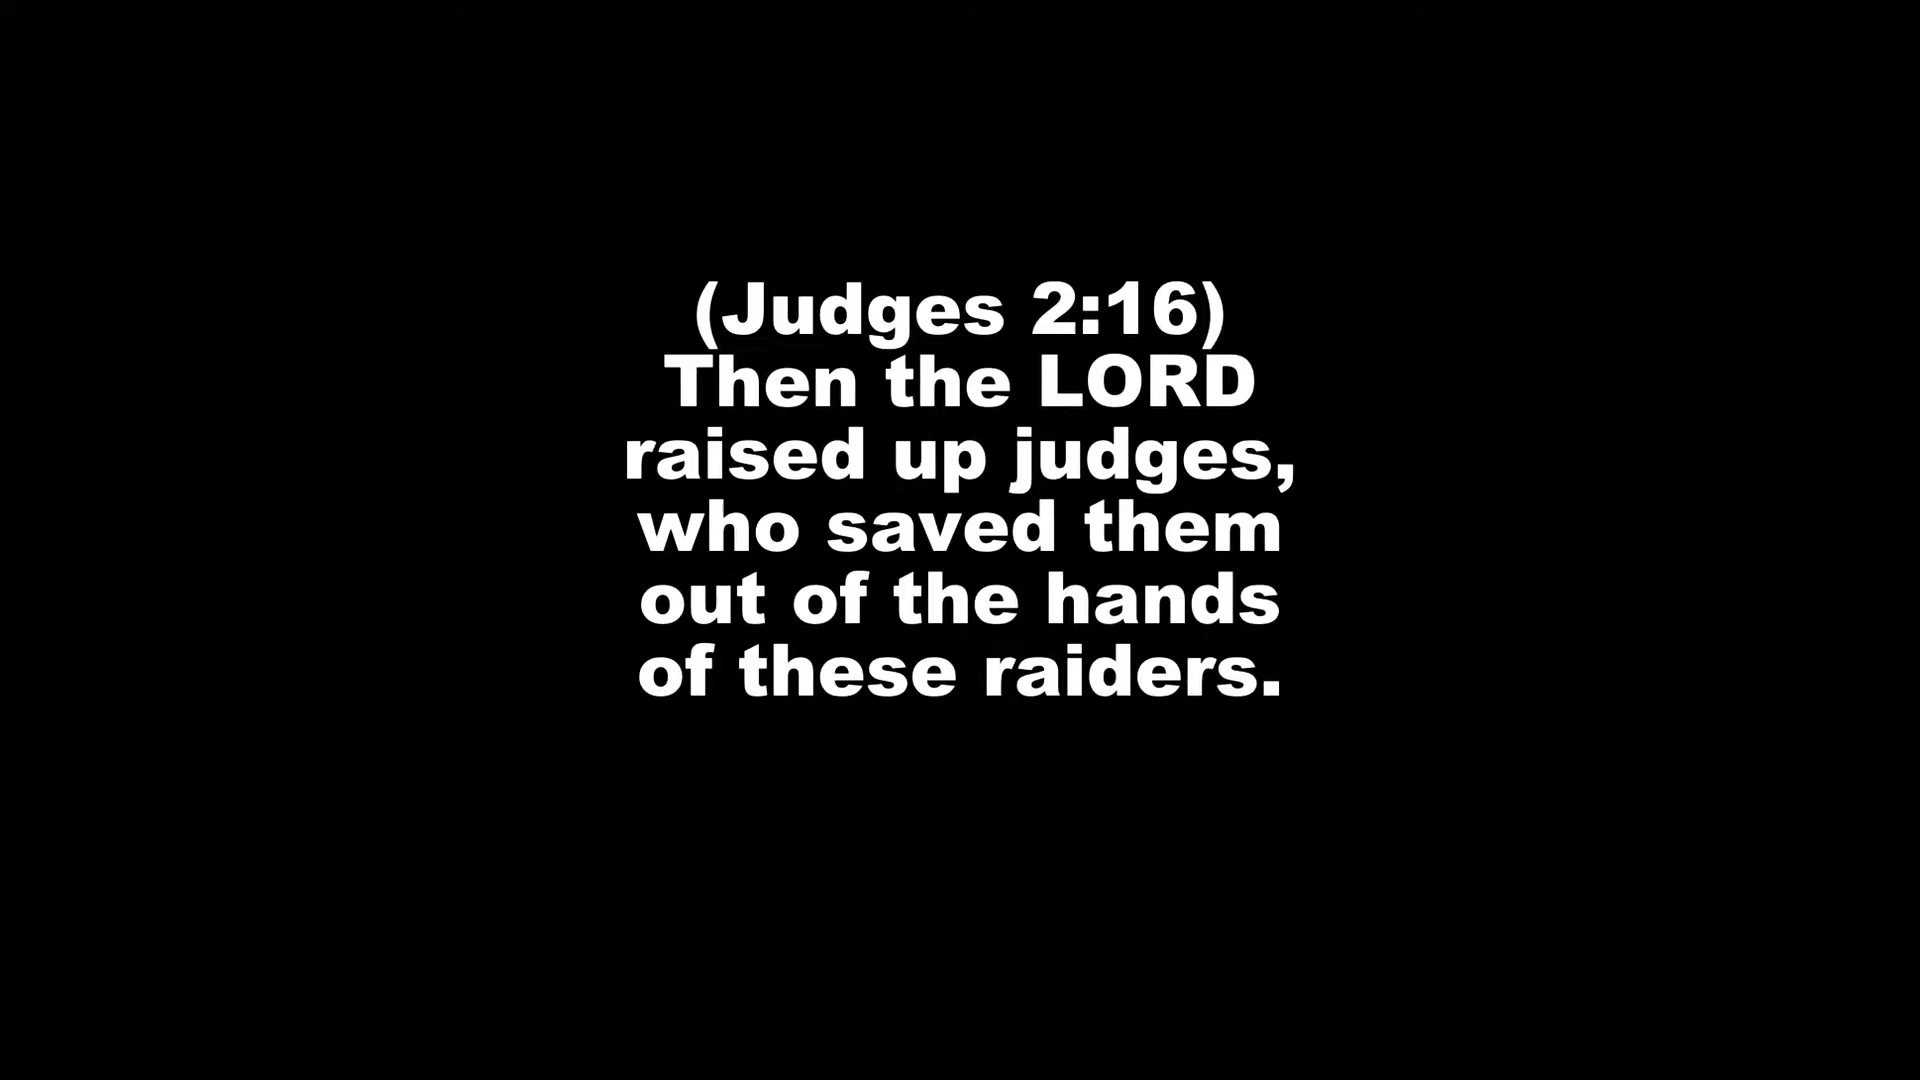 (Judges 2:16)
Then the LORD
raised up judges,
who saved them
out of the hands
of these raiders.